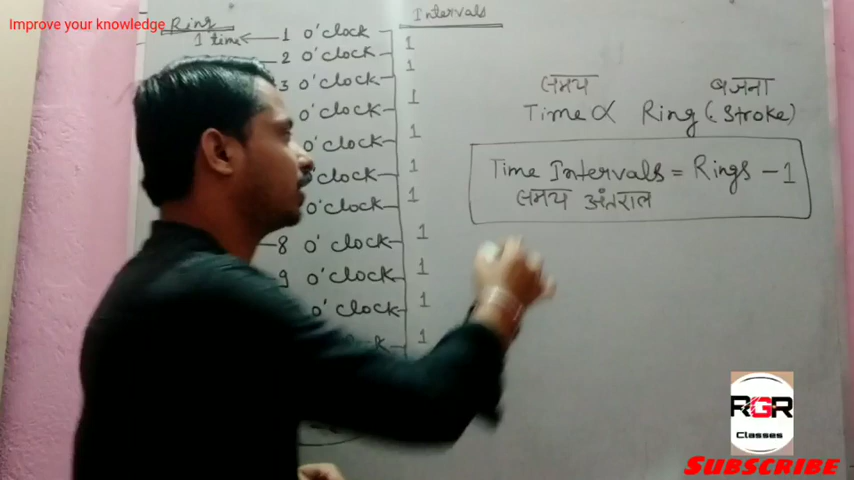 Improve your knowledge
Ring
Intervals
1 time 1 o'clock
1
2 o'clock
1
3 o'clock
1
o'clock
1
o'clock
1
o'clock
1
o'clock
8 o'clock
1
9 o'clock
1
o'clock
1
1
समय बजना
Time ∝ Ring (Stroke)
Time Intervals = Rings - 1
समय अंतराल
RGR
Classes
SUBSCRIBE